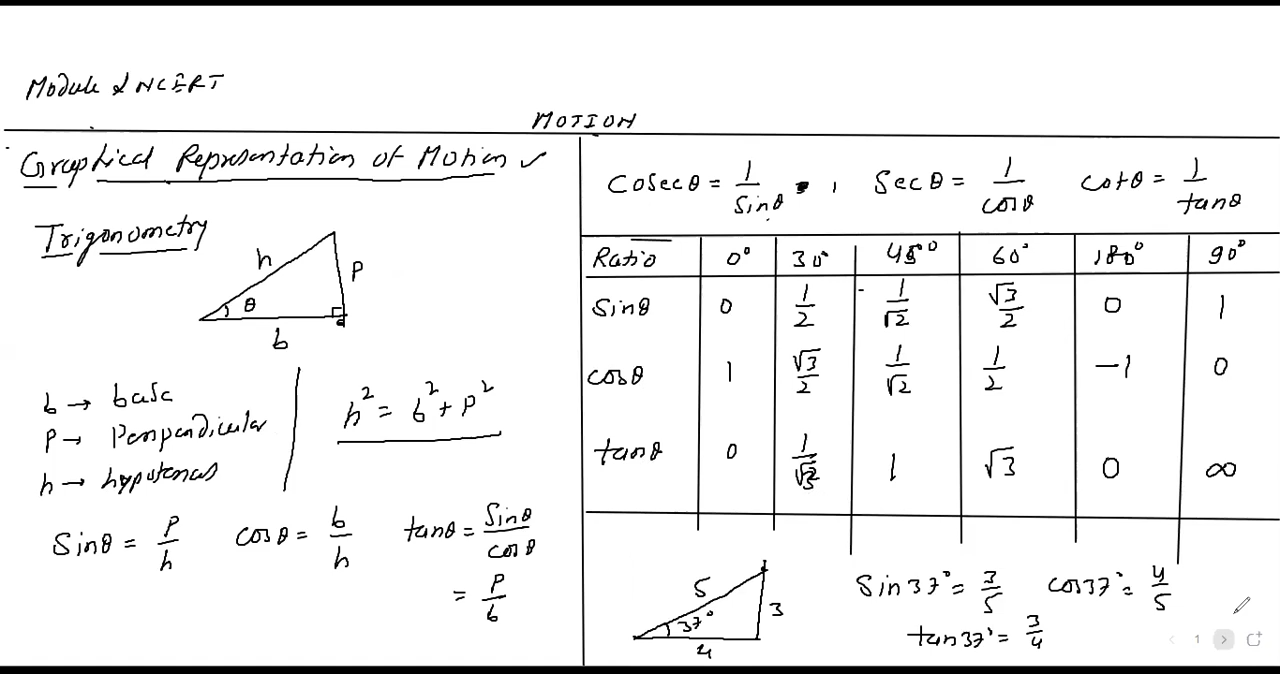 Module & NCERT
MOTION
Graphical Representation of Motion ✓
Trigonometry
h
P
θ
b
b → base
P → Perpendicular
h → hypotenus
h² = b² + p²
Sinθ = P/h   cosθ = b/h   tanθ = Sinθ/cosθ
= P/b
Cosecθ = 1/Sinθ , Secθ = 1/cosθ   cotθ = 1/tanθ
Ratio 0° 30° 45° 60° 180° 90°
Sinθ 0 1/2 1/√2 √3/2 0 1
cosθ 1 √3/2 1/√2 1/2 -1 0
tanθ 0 1/√3 1 √3 0 ∞
5
37°
3
4
Sin37° = 3/5   cos37° = 4/5
tan37° = 3/4
1